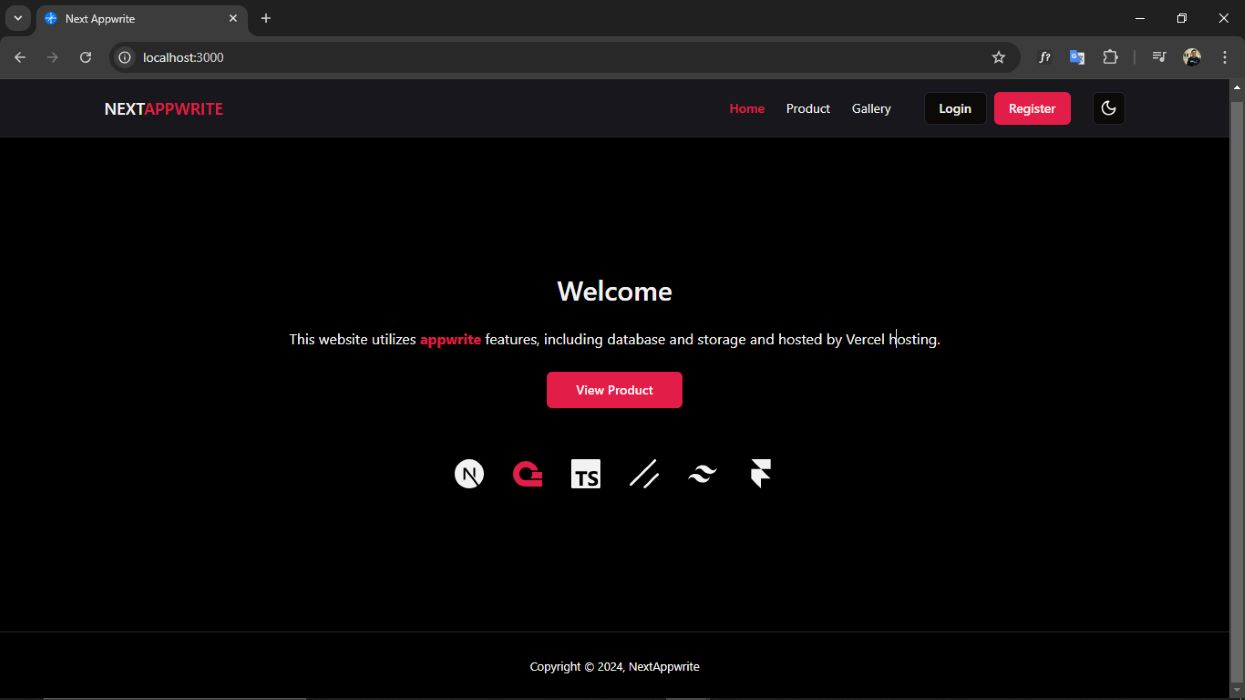 Next Appwrite
localhost:3000
f?
NEXTAPPWRITE
Home Product Gallery Login Register
Welcome
This website utilizes appwrite features, including database and storage and hosted by Vercel hosting.
View Product
N TS
Copyright © 2024, NextAppwrite